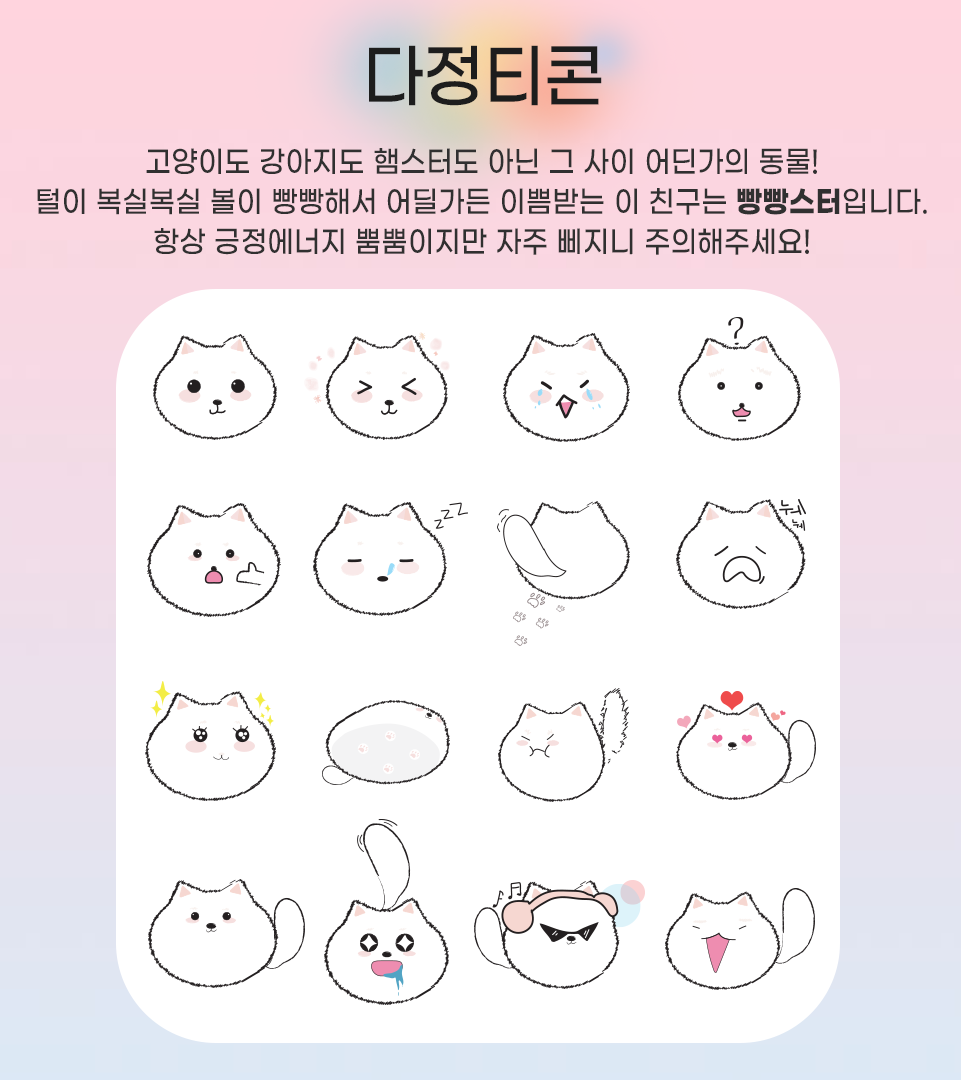 다정티콘
고양이도 강아지도 햄스터도 아닌 그 사이 어딘가의 동물!
털이 복실복실 볼이 빵빵해서 어딜가든 이쁨받는 이 친구는 빵빵스터입니다.
항상 긍정에너지 뿜뿜이지만 자주 삐지니 주의해주세요!
?
zzZ
눼
눼